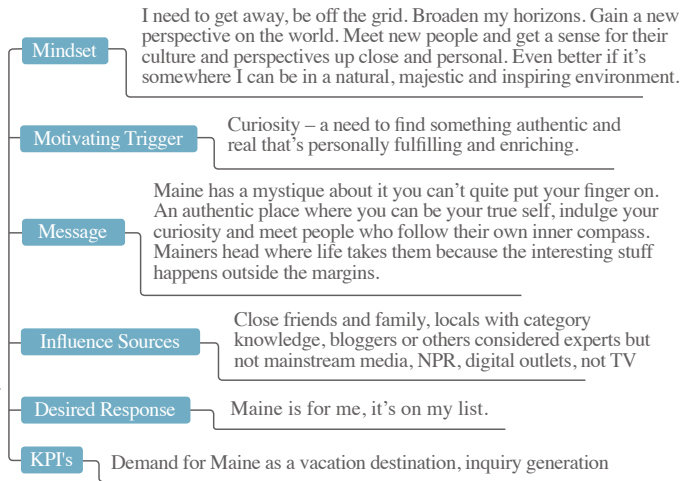 Mindset
I need to get away, be off the grid. Broaden my horizons. Gain a new
perspective on the world. Meet new people and get a sense for their
culture and perspectives up close and personal. Even better if it's
somewhere I can be in a natural, majestic and inspiring environment.
Motivating Trigger
Curiosity – a need to find something authentic and
real that's personally fulfilling and enriching.
Message
Maine has a mystique about it you can't quite put your finger on.
An authentic place where you can be your true self, indulge your
curiosity and meet people who follow their own inner compass.
Mainers head where life takes them because the interesting stuff
happens outside the margins.
Influence Sources
Close friends and family, locals with category
knowledge, bloggers or others considered experts but
not mainstream media, NPR, digital outlets, not TV
Desired Response
Maine is for me, it's on my list.
KPI's
Demand for Maine as a vacation destination, inquiry generation